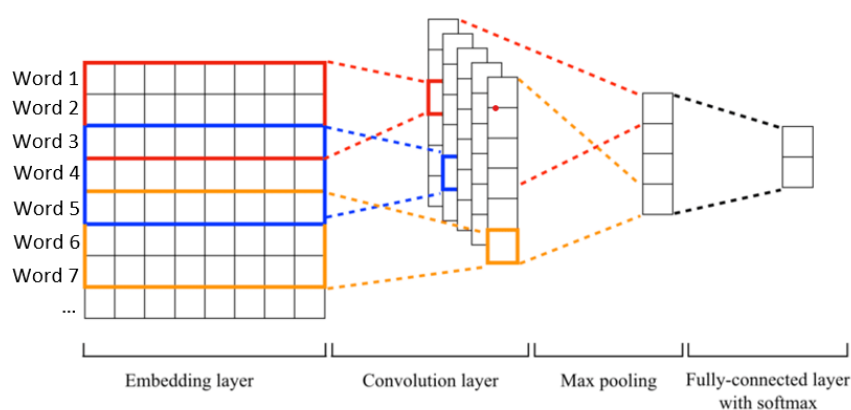 Word 1
Word 2
Word 3
Word 4
Word 5
Word 6
Word 7
...
Embedding layer
Convolution layer
Max pooling
Fully-connected layer
with softmax